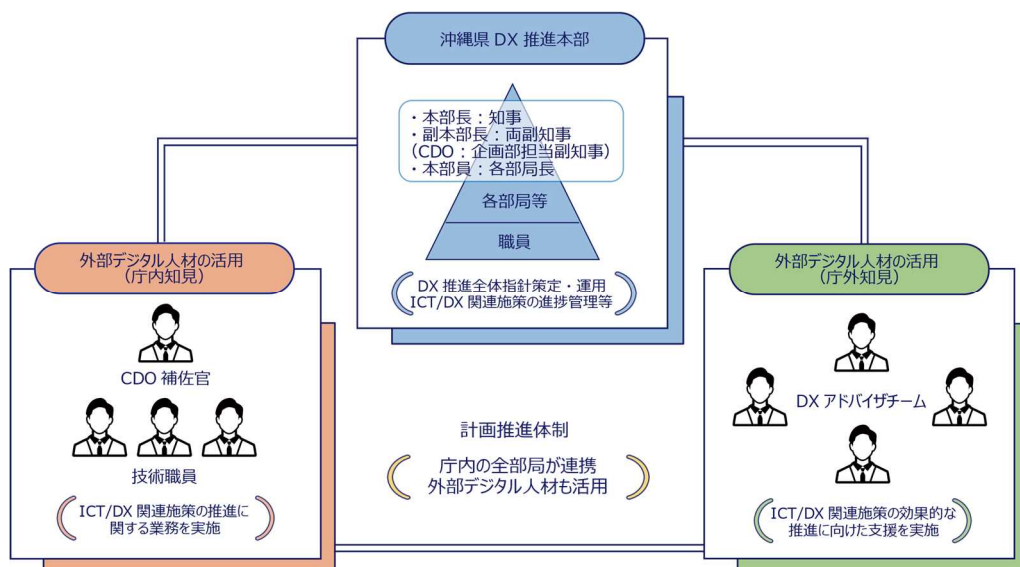 沖縄県 DX 推進本部
・本部長：知事
・副本部長：両副知事
（CDO：企画部担当副知事）
・本部員：各部局長
各部局等
職員
DX 推進全体指針策定・運用
ICT/DX 関連施策の進捗管理等
外部デジタル人材の活用
（庁内知見）
CDO 補佐官
技術職員
ICT/DX 関連施策の推進に
関する業務を実施
計画推進体制
庁内の全部局が連携
外部デジタル人材も活用
外部デジタル人材の活用
（庁外知見）
DX アドバイザチーム
ICT/DX 関連施策の効果的な
推進に向けた支援を実施